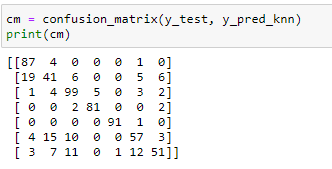 cm = confusion_matrix(y_test, y_pred_knn)
print(cm)
[[87 4 0 0 0 1 0]
[19 41 6 0 0 5 6]
[ 1 4 99 5 0 3 2]
[ 0 0 2 81 0 0 2]
[ 0 0 0 0 91 1 0]
[ 4 15 10 0 0 57 3]
[ 3 7 11 0 1 12 51]]